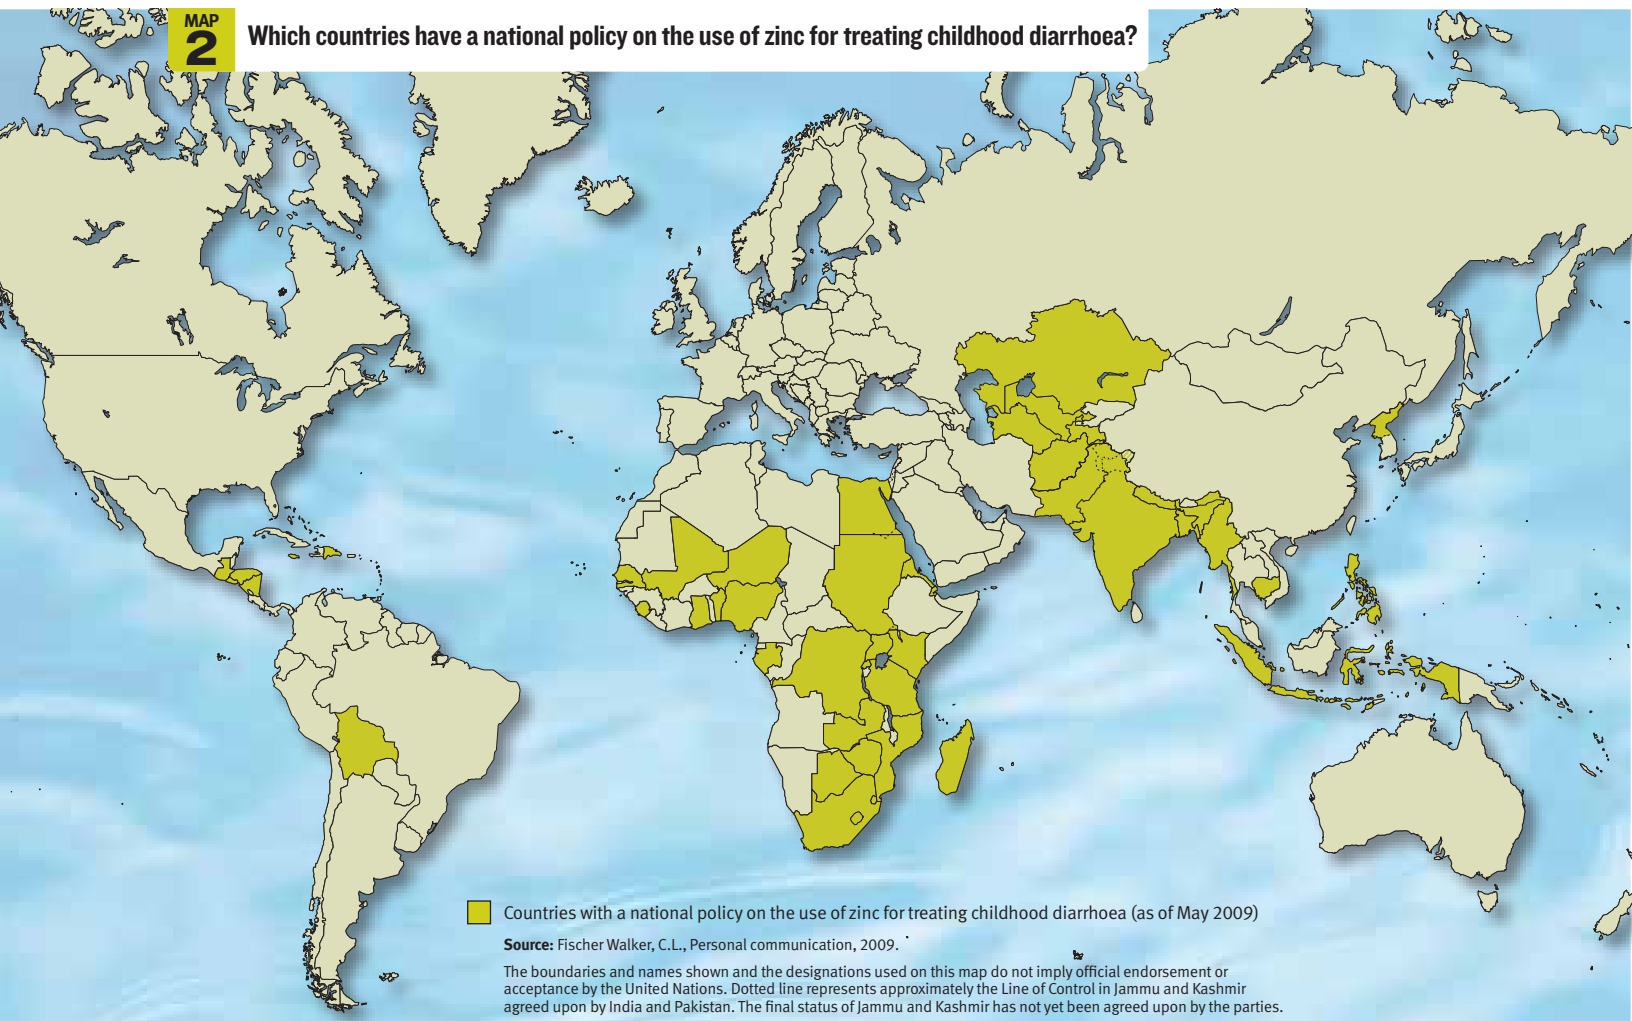 MAP
2
Which countries have a national policy on the use of zinc for treating childhood diarrhoea?
Countries with a national policy on the use of zinc for treating childhood diarrhoea (as of May 2009)
Source: Fischer Walker, C.L., Personal communication, 2009.
The boundaries and names shown and the designations used on this map do not imply official endorsement or
acceptance by the United Nations. Dotted line represents approximately the Line of Control in Jammu and Kashmir
agreed upon by India and Pakistan. The final status of Jammu and Kashmir has not yet been agreed upon by the parties.